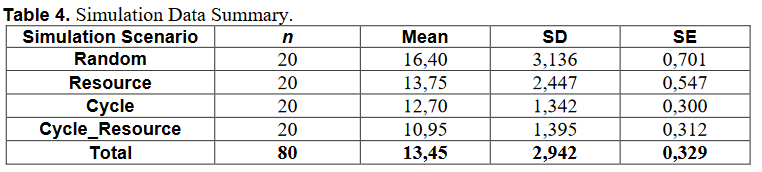 Table 4. Simulation Data Summary.
Simulation Scenario n Mean SD SE
Random 20 16,40 3,136 0,701
Resource 20 13,75 2,447 0,547
Cycle 20 12,70 1,342 0,300
Cycle_Resource 20 10,95 1,395 0,312
Total 80 13,45 2,942 0,329